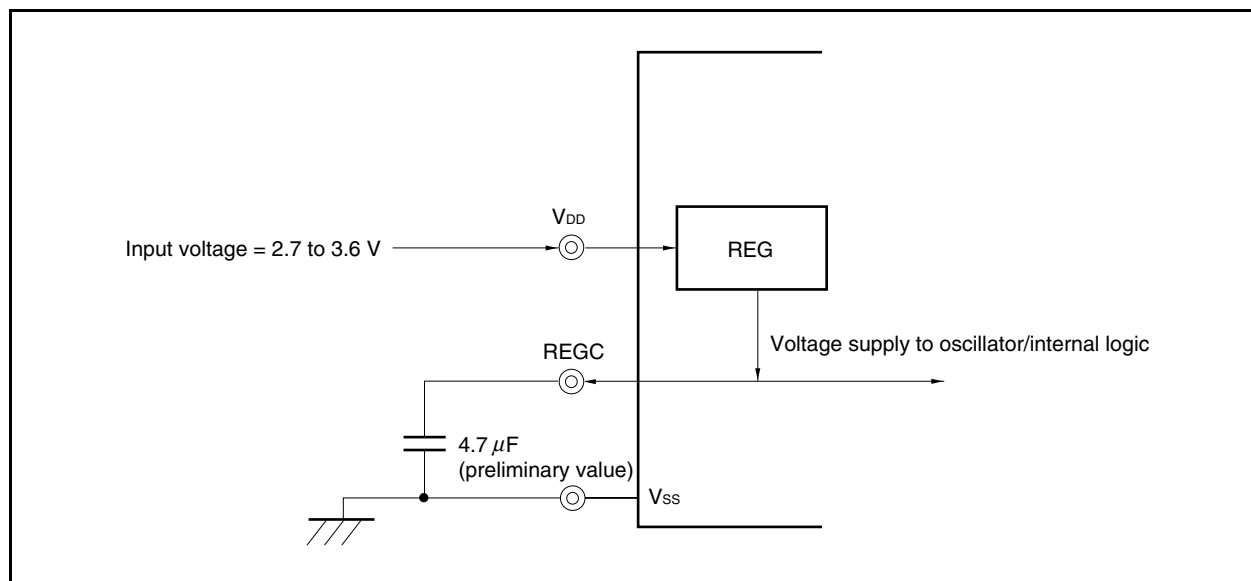 VDD
Input voltage = 2.7 to 3.6 V
REG
Voltage supply to oscillator/internal logic
REGC
4.7 μF
(preliminary value)
VSS